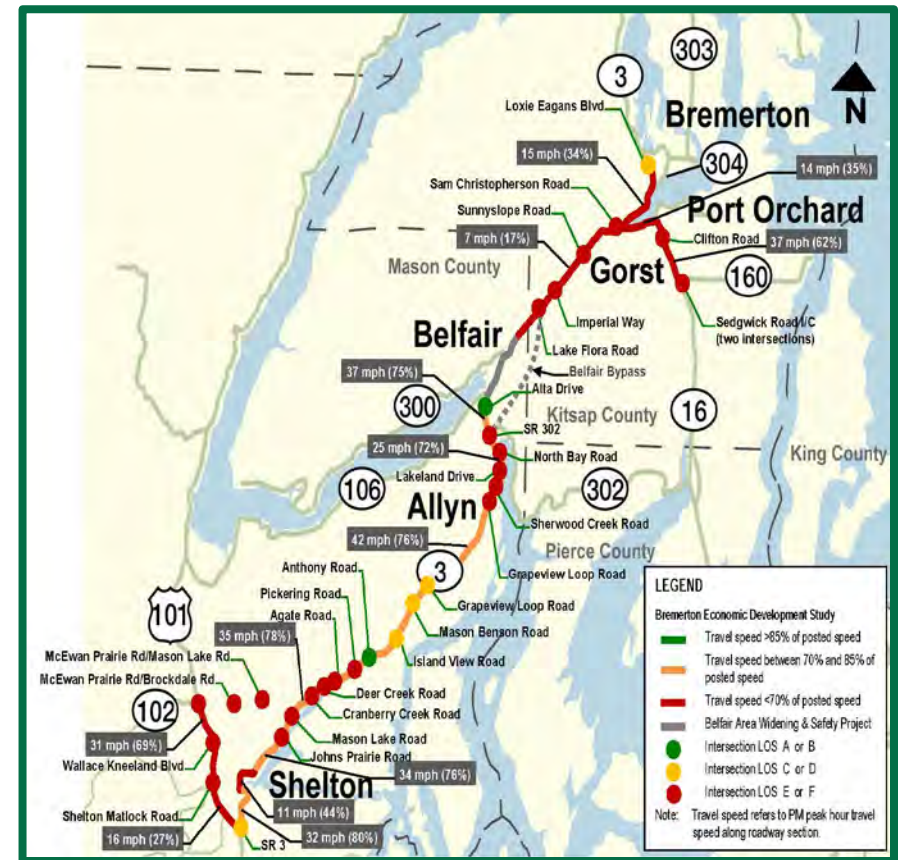 303
3
Loxie Eagans Blvd
Bremerton
N
15 mph (34%)
304
14 mph (35%)
Sam Christopherson Road
Port Orchard
Sunnyslope Road
Clifton Road
7 mph (17%)
37 mph (62%)
Mason County
Gorst
160
Imperial Way
Sedgwick Road I/C
(two intersections)
Belfair
Lake Flora Road
Belfair Bypass
37 mph (75%)
Alta Drive
300
Kitsap County
16
SR 302
25 mph (72%)
North Bay Road
King County
Lakeland Drive
106
302
Allyn
Sherwood Creek Road
42 mph (76%)
Pierce County
Anthony Road
3
Grapeview Loop Road
Pickering Road
Grapeview Loop Road
101
Agate Road
Mason Benson Road
35 mph (78%)
Island View Road
McEwan Prairie Rd/Mason Lake Rd
McEwan Prairie Rd/Brockdale Rd
Deer Creek Road
102
Cranberry Creek Road
31 mph (69%)
Mason Lake Road
Wallace Kneeland Blvd
Johns Prairie Road
Shelton
34 mph (76%)
Shelton Matlock Road
11 mph (44%)
16 mph (27%)
32 mph (80%)
SR 3
LEGEND
Bremerton Economic Development Study
Travel speed >85% of posted speed
Travel speed between 70% and 85% of
posted speed
Travel speed <70% of posted speed
Belfair Area Widening & Safety Project
Intersection LOS A or B
Intersection LOS C or D
Intersection LOS E or F
Note: Travel speed refers to PM peak hour travel
speed along roadway section.